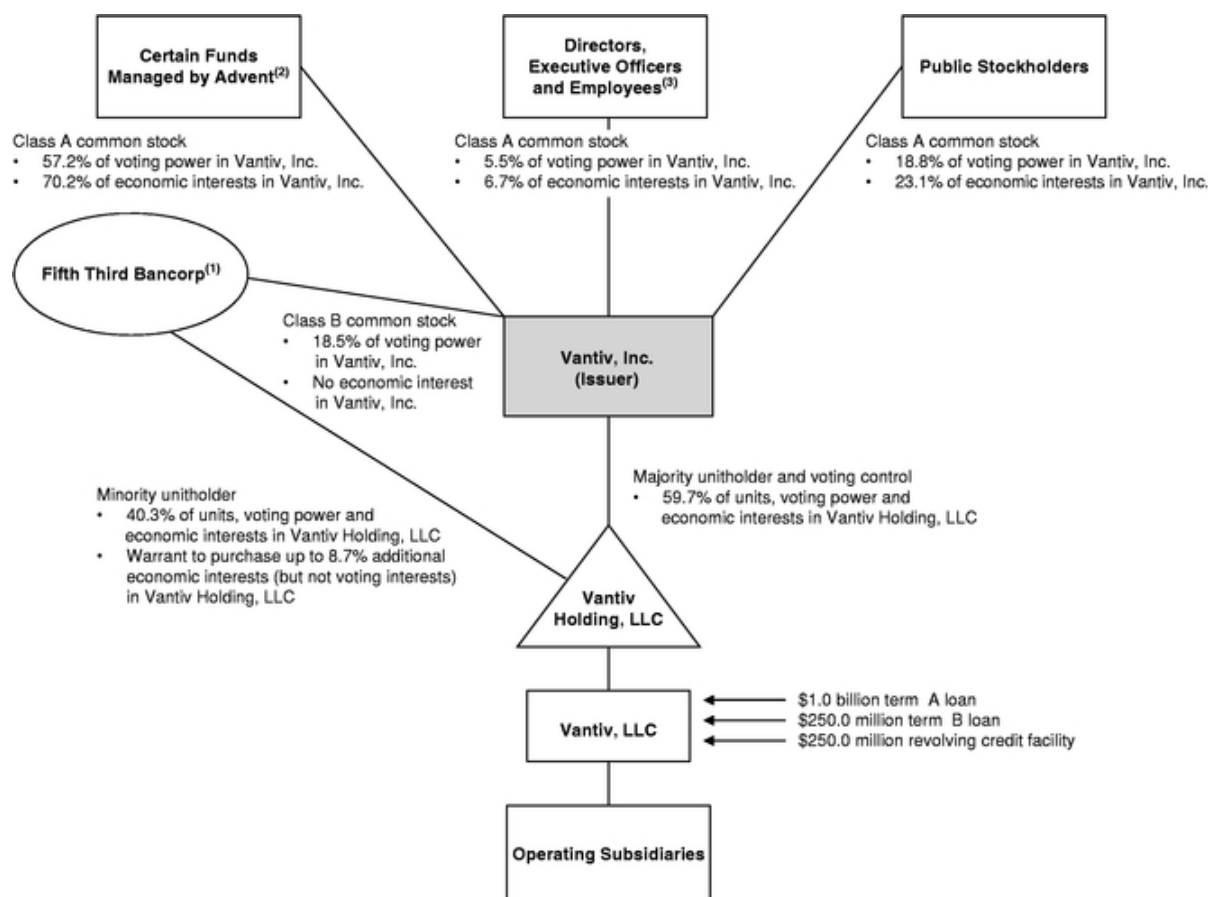 Certain Funds
Managed by Advent(2)
Directors,
Executive Officers
and Employees(3)
Public Stockholders
Class A common stock
• 57.2% of voting power in Vantiv, Inc.
• 70.2% of economic interests in Vantiv, Inc.
Class A common stock
• 5.5% of voting power in Vantiv, Inc.
• 6.7% of economic interests in Vantiv, Inc.
Class A common stock
• 18.8% of voting power in Vantiv, Inc.
• 23.1% of economic interests in Vantiv, Inc.
Fifth Third Bancorp(1)
Class B common stock
• 18.5% of voting power
in Vantiv, Inc.
• No economic interest
in Vantiv, Inc.
Vantiv, Inc.
(Issuer)
Minority unitholder
• 40.3% of units, voting power and
economic interests in Vantiv Holding, LLC
• Warrant to purchase up to 8.7% additional
economic interests (but not voting interests)
in Vantiv Holding, LLC
Majority unitholder and voting control
• 59.7% of units, voting power and
economic interests in Vantiv Holding, LLC
Vantiv
Holding, LLC
Vantiv, LLC
$1.0 billion term A loan
$250.0 million term B loan
$250.0 million revolving credit facility
Operating Subsidiaries